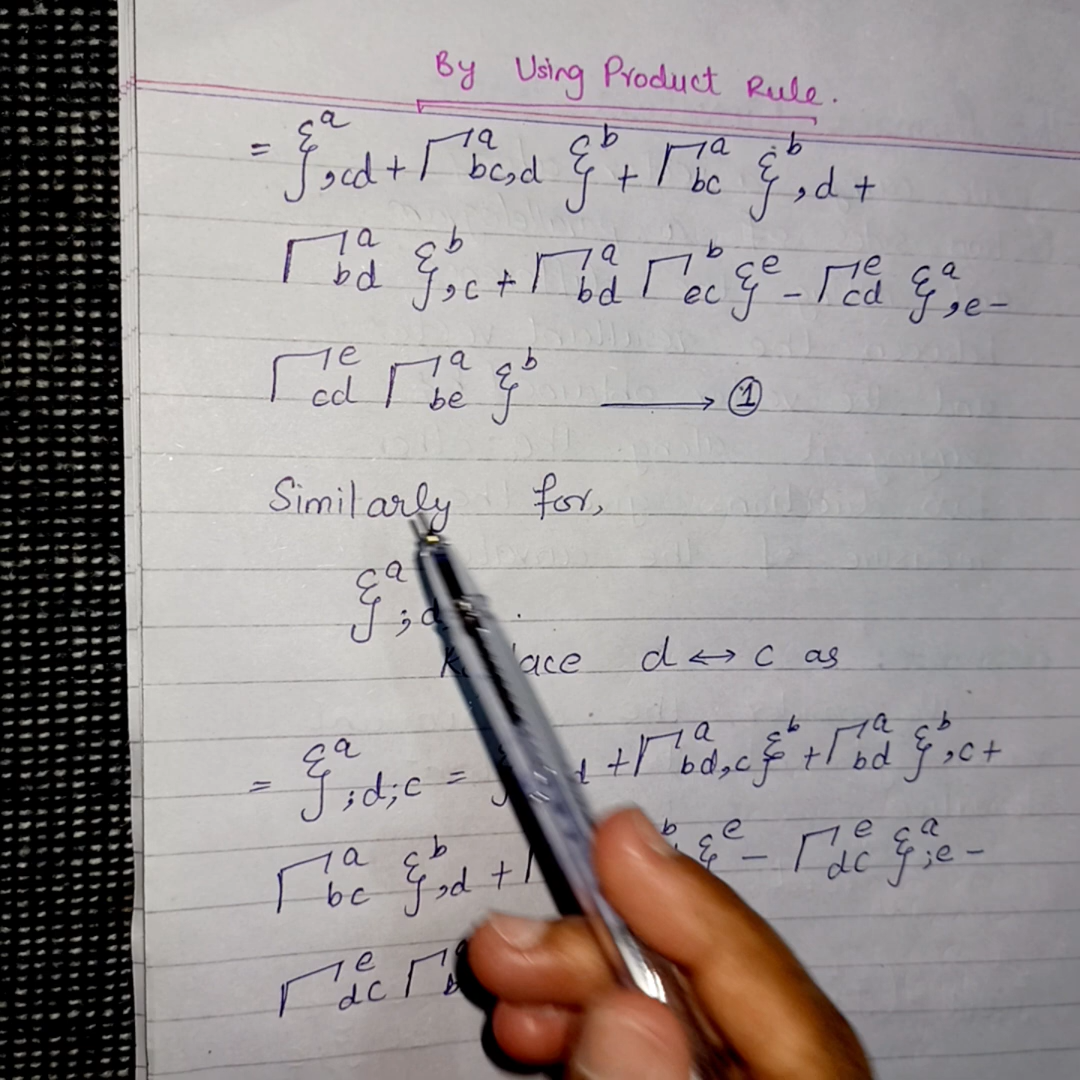 By Using Product Rule.
= ξ^a_{,cd} + Γ^a_{bc,d} ξ^b + Γ^a_{bc} ξ^b_{,d} +
Γ^a_{bd} ξ^b_{,c} + Γ^a_{bd} Γ^b_{ec} ξ^e - Γ^e_{cd} ξ^a_{,e} -
Γ^e_{cd} Γ^a_{be} ξ^b ⟶ ①
Similarly for,
ξ^a_{;d
d ↔ c as
= ξ^a_{;d;c} = + Γ^a_{bd,c} ξ^b + Γ^a_{bd} ξ^b_{,c} +
Γ^a_{bc} ξ^b_{,d} + ξ^e - Γ^e_{dc} ξ^a_{;e} -
Γ^e_{dc} Γ